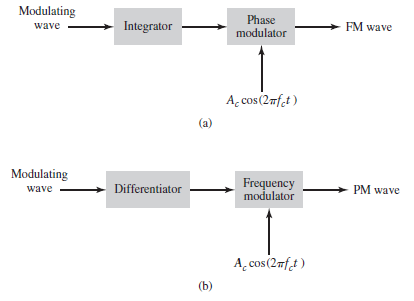 Modulating
wave
Integrator
Phase
modulator
FM wave
A_c cos(2πf_ct)
(a)
Modulating
wave
Differentiator
Frequency
modulator
PM wave
A_c cos(2πf_ct)
(b)